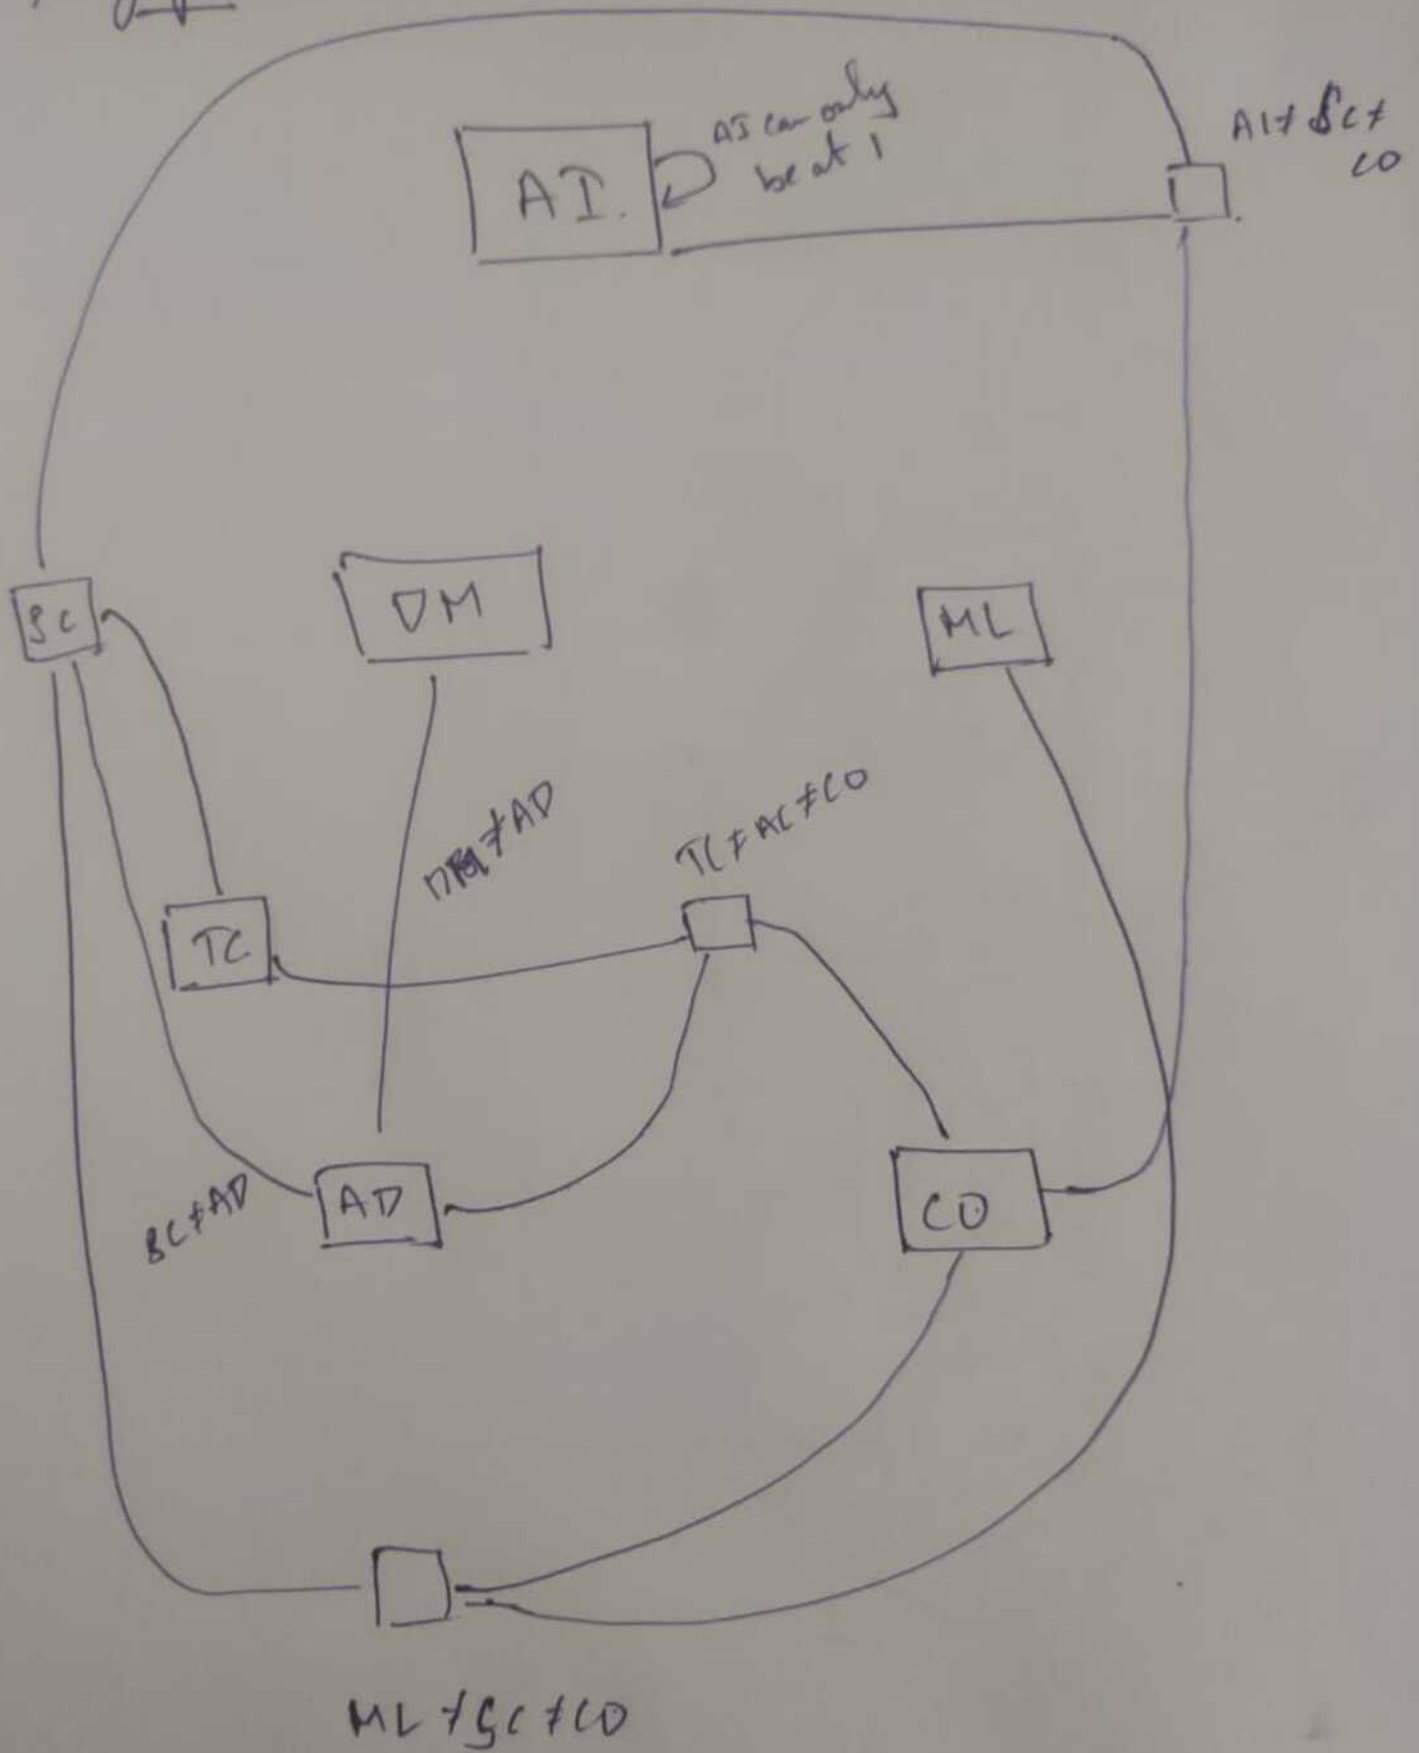 AI can only
be at 1
AI.
AI ≠ SC ≠
CO
SC
DM
ML
DM ≠ AD
TC ≠ AC ≠ CO
TC
SC ≠ AD
AD
CO
ML ≠ SC ≠ CO